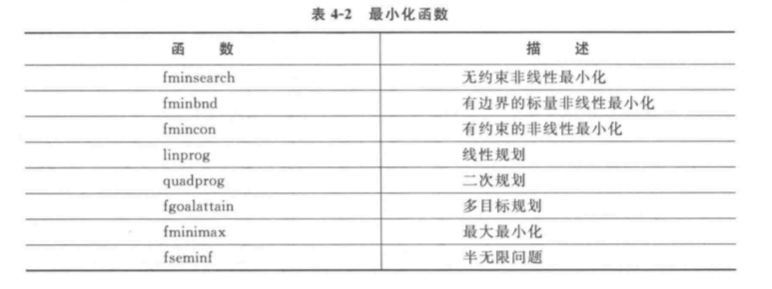 表 4-2 最小化函数
函 数 描 述
fminsearch 无约束非线性最小化
fminbnd 有边界的标量非线性最小化
fmincon 有约束的非线性最小化
linprog 线性规划
quadprog 二次规划
fgoalattain 多目标规划
fminimax 最大最小化
fseminf 半无限问题